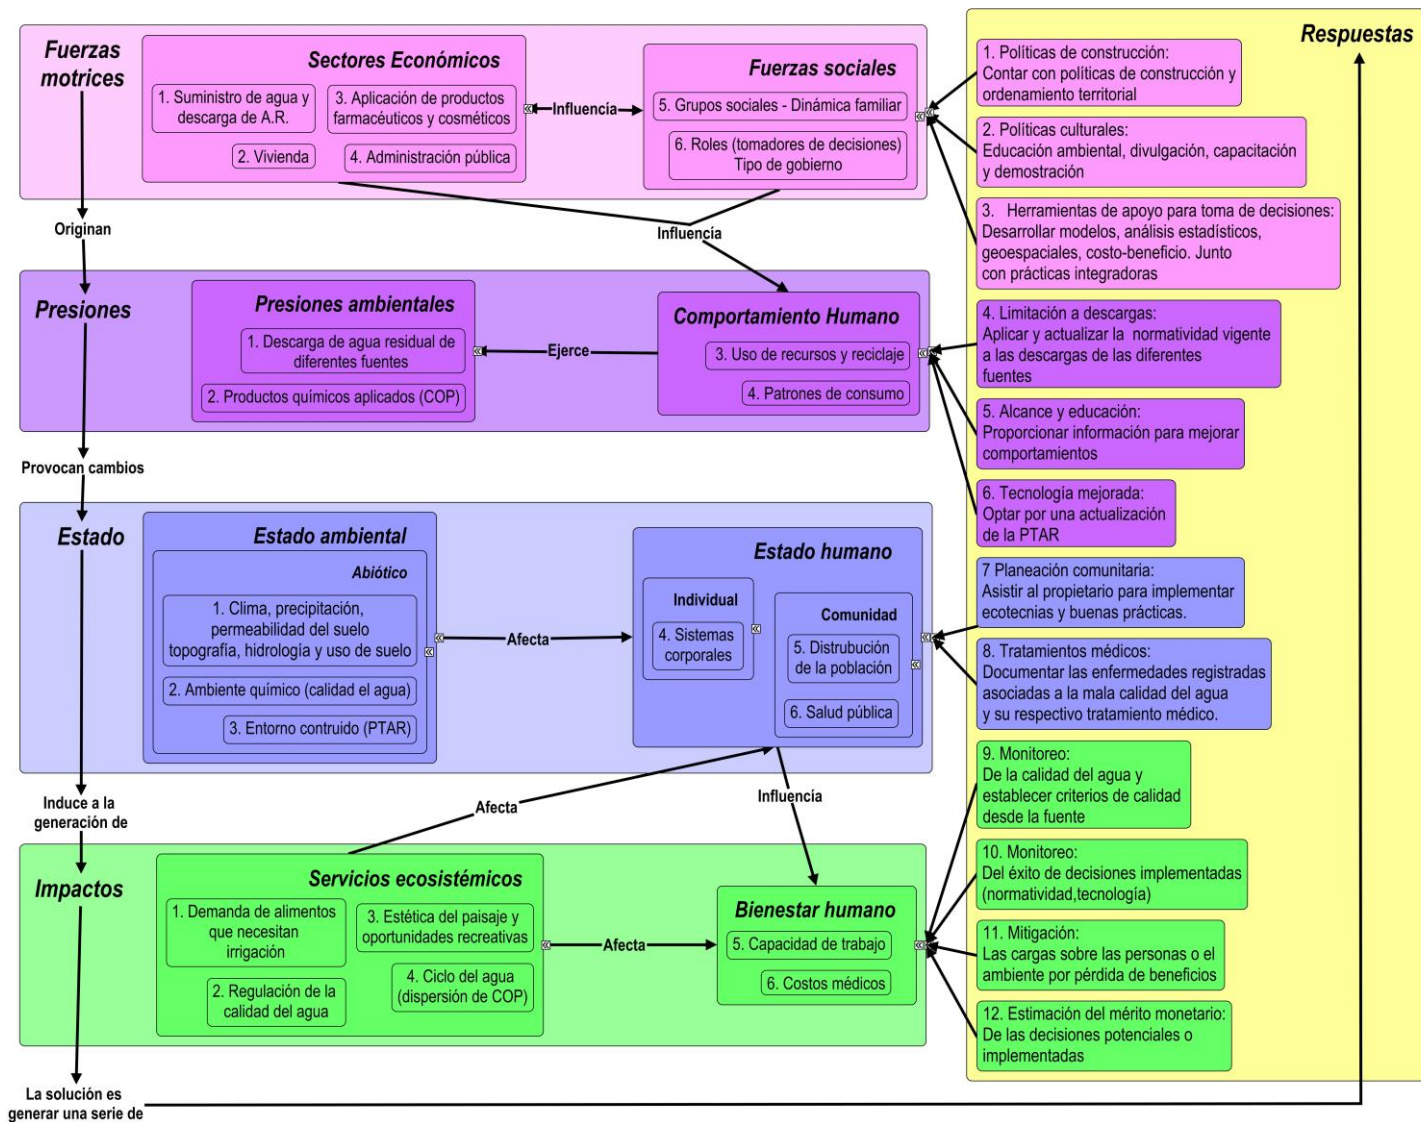 Fuerzas
motrices
Sectores Económicos
1. Suministro de agua y
descarga de A.R.
2. Vivienda
3. Aplicación de productos
farmacéuticos y cosméticos
4. Administración pública
Influencía
Fuerzas sociales
5. Grupos sociales - Dinámica familiar
6. Roles (tomadores de decisiones)
Tipo de gobierno
Originan
Influencía
Presiones
Presiones ambientales
1. Descarga de agua residual de
diferentes fuentes
2. Productos químicos aplicados (COP)
Ejerce
Comportamiento Humano
3. Uso de recursos y reciclaje
4. Patrones de consumo
Provocan cambios
Estado
Estado ambiental
Abiótico
1. Clima, precipitación,
permeabilidad del suelo
topografía, hidrología y uso de suelo
2. Ambiente químico (calidad el agua)
3. Entorno contruido (PTAR)
Afecta
Estado humano
Individual
4. Sistemas
corporales
Comunidad
5. Distrubución
de la población
6. Salud pública
Induce a la
generación de
Afecta
Influencía
Impactos
Servicios ecosistémicos
1. Demanda de alimentos
que necesitan
irrigación
2. Regulación de la
calidad del agua
3. Estética del paisaje y
oportunidades recreativas
4. Ciclo del agua
(dispersión de COP)
Afecta
Bienestar humano
5. Capacidad de trabajo
6. Costos médicos
La solución es
generar una serie de
Respuestas
1. Políticas de construcción:
Contar con políticas de construcción y
ordenamiento territorial
2. Políticas culturales:
Educación ambiental, divulgación, capacitación
y demostración
3. Herramientas de apoyo para toma de decisiones:
Desarrollar modelos, análisis estadísticos,
geoespaciales, costo-beneficio. Junto
con prácticas integradoras
4. Limitación a descargas:
Aplicar y actualizar la normatividad vigente
a las descargas de las diferentes
fuentes
5. Alcance y educación:
Proporcionar información para mejorar
comportamientos
6. Tecnología mejorada:
Optar por una actualización
de la PTAR
7 Planeación comunitaria:
Asistir al propietario para implementar
ecotecnias y buenas prácticas.
8. Tratamientos médicos:
Documentar las enfermedades registradas
asociadas a la mala calidad del agua
y su respectivo tratamiento médico.
9. Monitoreo:
De la calidad del agua y
establecer criterios de calidad
desde la fuente
10. Monitoreo:
Del éxito de decisiones implementadas
(normatividad,tecnología)
11. Mitigación:
Las cargas sobre las personas o el
ambiente por pérdida de beneficios
12. Estimación del mérito monetario:
De las decisiones potenciales o
implementadas